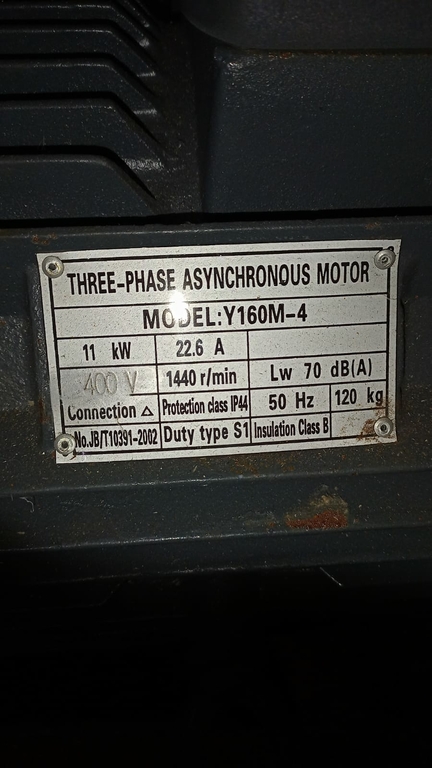 THREE-PHASE ASYNCHRONOUS MOTOR
MODEL:Y160M-4
11 kW 22.6 A
400 V 1440 r/min Lw 70 dB(A)
Connection △ Protection class IP44 50 Hz 120 kg
No.JB/T10391-2002 Duty type S1 Insulation Class B